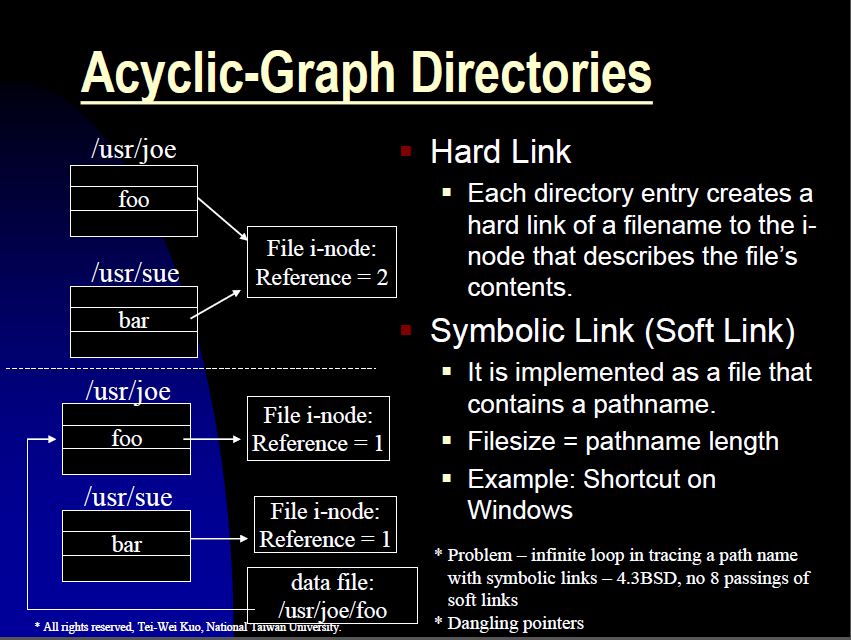 Acyclic-Graph Directories
/usr/joe
foo
/usr/sue
bar
File i-node:
Reference = 2
/usr/joe
foo
/usr/sue
bar
File i-node:
Reference = 1
File i-node:
Reference = 1
data file:
/usr/joe/foo
Hard Link
Each directory entry creates a
hard link of a filename to the i-
node that describes the file’s
contents.
Symbolic Link (Soft Link)
It is implemented as a file that
contains a pathname.
Filesize = pathname length
Example: Shortcut on
Windows
* Problem – infinite loop in tracing a path name
with symbolic links – 4.3BSD, no 8 passings of
soft links
* Dangling pointers
* All rights reserved, Tei-Wei Kuo, National Taiwan University.